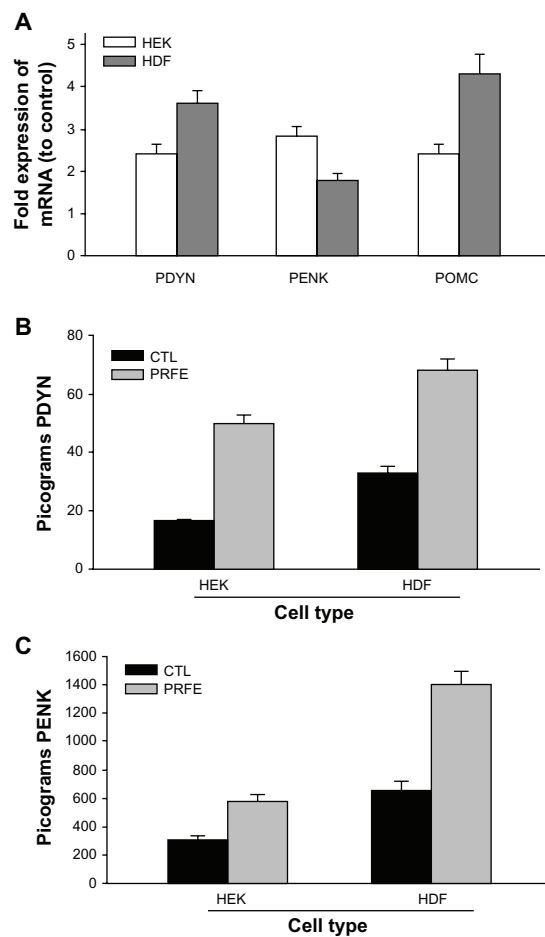 A
Fold expression of
mRNA (to control)
5
4
3
2
1
0
HEK
HDF
PDYN PENK POMC
B
Picograms PDYN
80
60
40
20
0
CTL
PRFE
HEK HDF
Cell type
C
Picograms PENK
1600
1400
1200
1000
800
600
400
200
0
CTL
PRFE
HEK HDF
Cell type